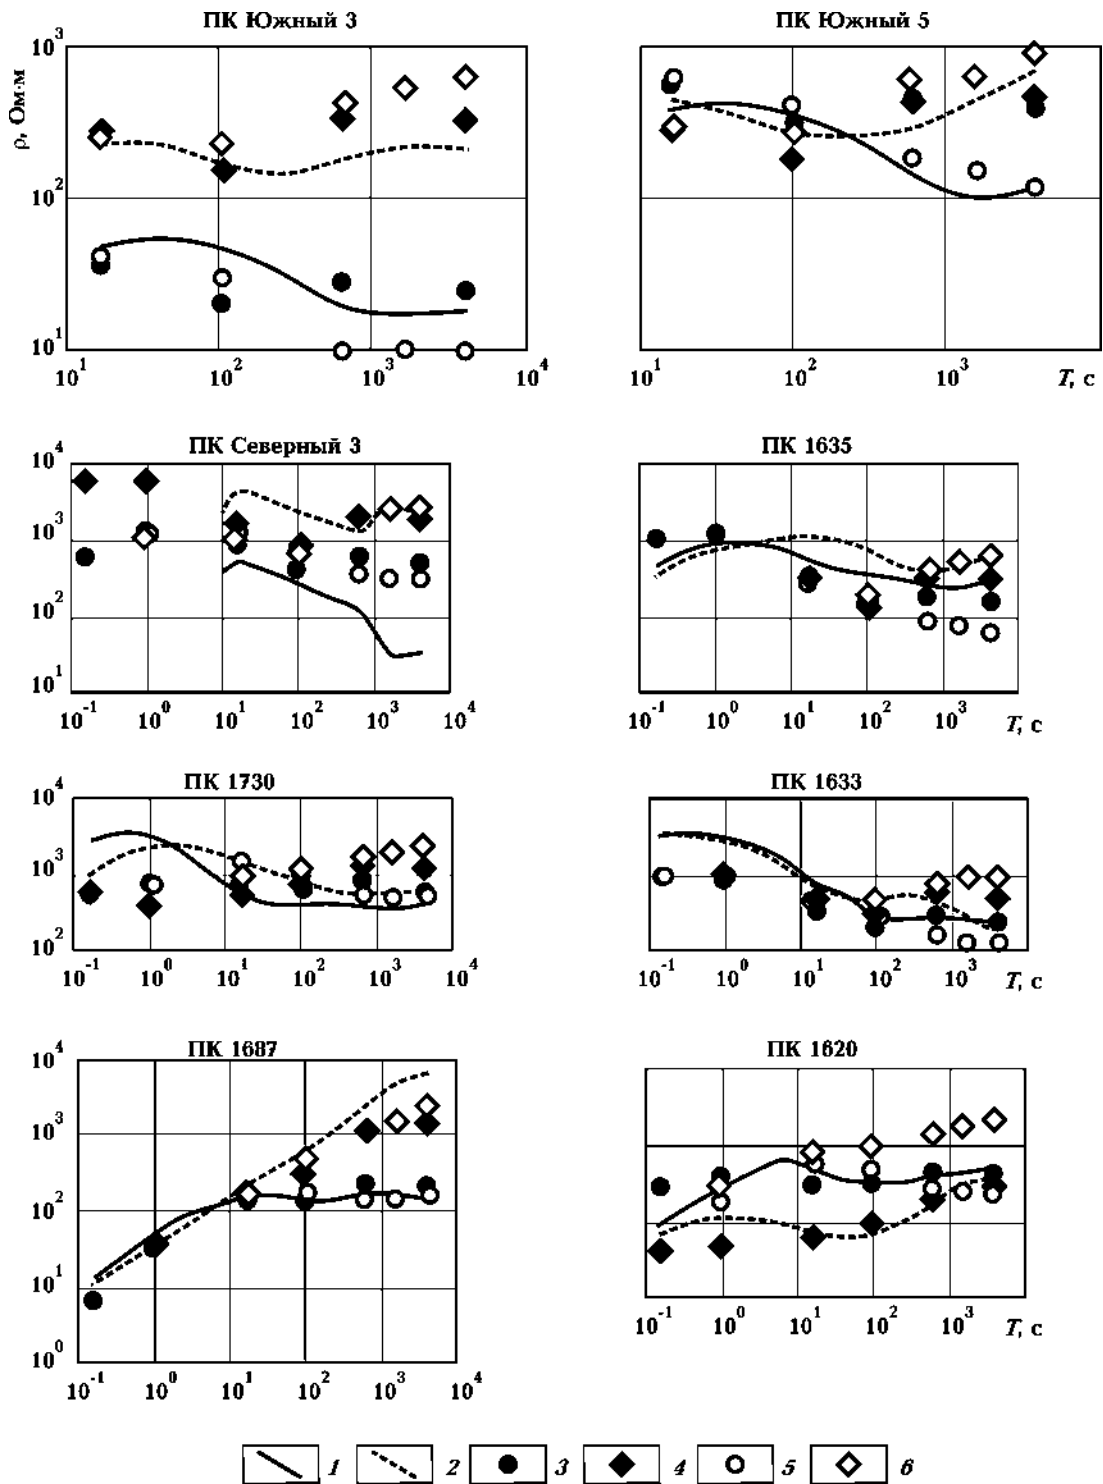 ПК Южный 3 ПК Южный 5
10³
ρ, Ом·м
10²
10¹
10¹ 10² 10³ 10⁴ 10¹ 10² 10³ T, с
ПК Северный 3 ПК 1635
10⁴
10³
10²
10¹
10⁻¹ 10⁰ 10¹ 10² 10³ 10⁴ 10⁻¹ 10⁰ 10¹ 10² 10³ T, с
ПК 1730 ПК 1633
10⁴
10³
10²
10⁻¹ 10⁰ 10¹ 10² 10³ 10⁴ 10⁻¹ 10⁰ 10¹ 10² 10³ T, с
ПК 1687 ПК 1620
10⁴
10³
10²
10¹
10⁰
10⁻¹ 10⁰ 10¹ 10² 10³ T, с
10⁻¹ 10⁰ 10¹ 10² 10³ 10⁴
1 2 3 4 5 6